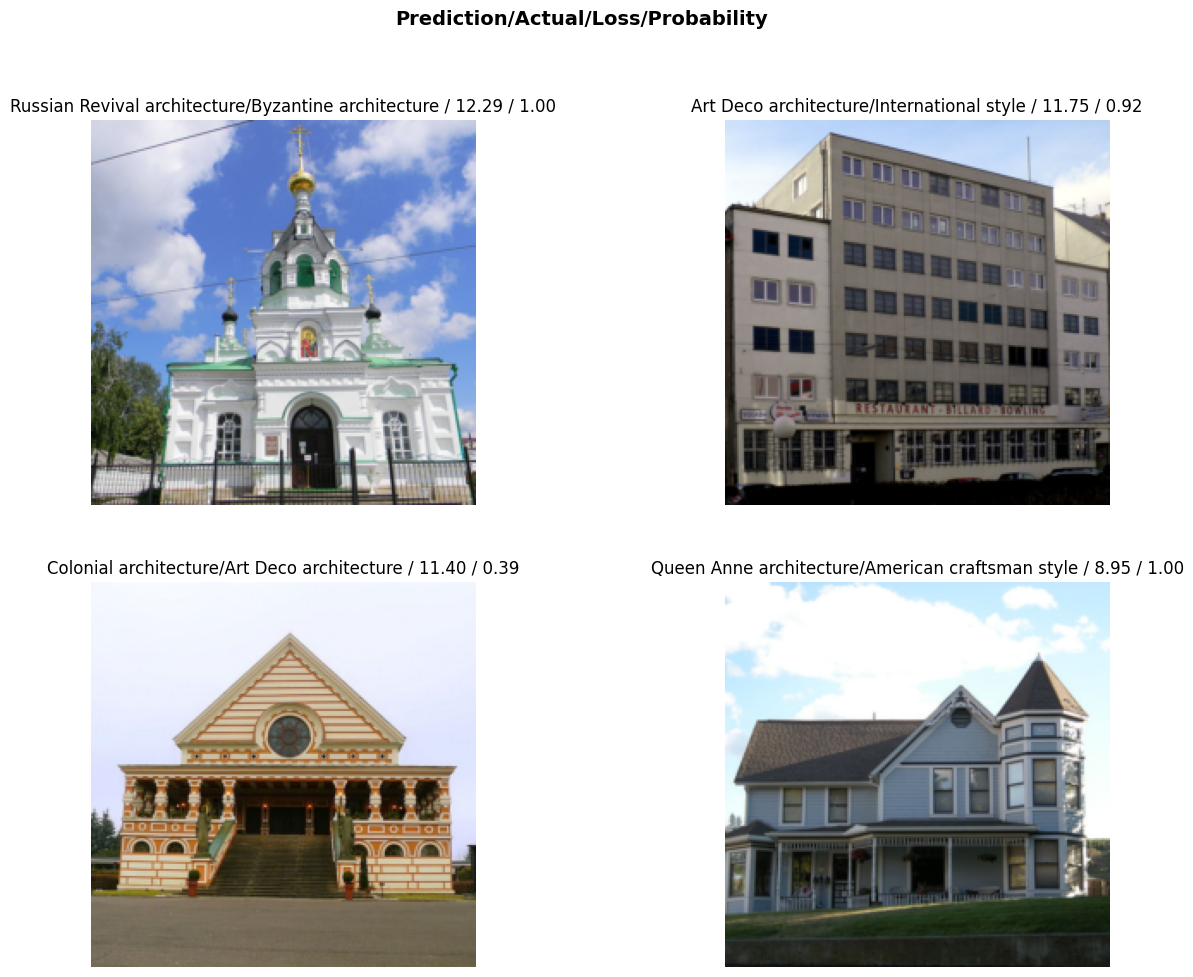 Prediction/Actual/Loss/Probability
Russian Revival architecture/Byzantine architecture / 12.29 / 1.00
Art Deco architecture/International style / 11.75 / 0.92
RESTAURANT - BILLARD - BOWLING
Colonial architecture/Art Deco architecture / 11.40 / 0.39
Queen Anne architecture/American craftsman style / 8.95 / 1.00